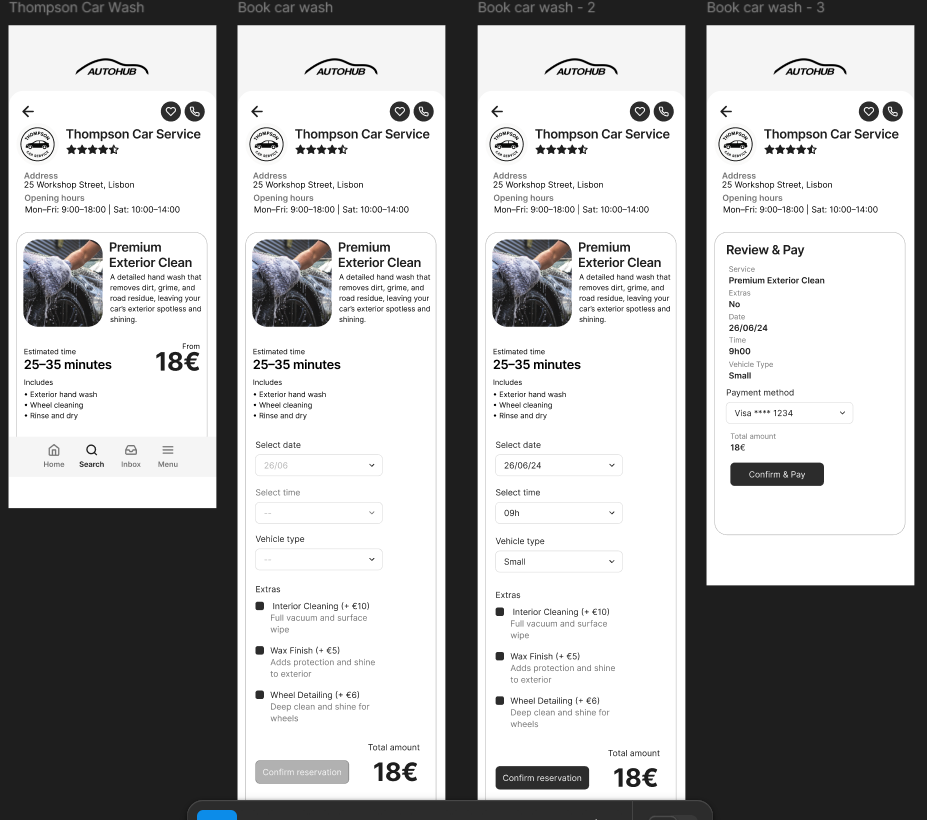 Thompson Car Wash
AUTOHUB
THOMPSON
CAR SERVICE
Thompson Car Service
Address
25 Workshop Street, Lisbon
Opening hours
Mon–Fri: 9:00–18:00 | Sat: 10:00–14:00
Premium
Exterior Clean
A detailed hand wash that
removes dirt, grime, and
road residue, leaving your
car's exterior spotless and
shining.
Estimated time
25–35 minutes
From
18€
Includes
• Exterior hand wash
• Wheel cleaning
• Rinse and dry
Home
Search
Inbox
Menu
Book car wash
AUTOHUB
THOMPSON
CAR SERVICE
Thompson Car Service
Address
25 Workshop Street, Lisbon
Opening hours
Mon–Fri: 9:00–18:00 | Sat: 10:00–14:00
Premium
Exterior Clean
A detailed hand wash that
removes dirt, grime, and
road residue, leaving your
car's exterior spotless and
shining.
Estimated time
25–35 minutes
Includes
• Exterior hand wash
• Wheel cleaning
• Rinse and dry
Select date
26/06
Select time
--
Vehicle type
--
Extras
Interior Cleaning (+ €10)
Full vacuum and surface
wipe
Wax Finish (+ €5)
Adds protection and shine
to exterior
Wheel Detailing (+ €6)
Deep clean and shine for
wheels
Total amount
Confirm reservation
18€
Book car wash - 2
AUTOHUB
THOMPSON
CAR SERVICE
Thompson Car Service
Address
25 Workshop Street, Lisbon
Opening hours
Mon–Fri: 9:00–18:00 | Sat: 10:00–14:00
Premium
Exterior Clean
A detailed hand wash that
removes dirt, grime, and
road residue, leaving your
car's exterior spotless and
shining.
Estimated time
25–35 minutes
Includes
• Exterior hand wash
• Wheel cleaning
• Rinse and dry
Select date
26/06/24
Select time
09h
Vehicle type
Small
Extras
Interior Cleaning (+ €10)
Full vacuum and surface
wipe
Wax Finish (+ €5)
Adds protection and shine
to exterior
Wheel Detailing (+ €6)
Deep clean and shine for
wheels
Total amount
Confirm reservation
18€
Book car wash - 3
AUTOHUB
THOMPSON
CAR SERVICE
Thompson Car Service
Address
25 Workshop Street, Lisbon
Opening hours
Mon–Fri: 9:00–18:00 | Sat: 10:00–14:00
Review & Pay
Service
Premium Exterior Clean
Extras
No
Date
26/06/24
Time
9h00
Vehicle Type
Small
Payment method
Visa **** 1234
Total amount
18€
Confirm & Pay